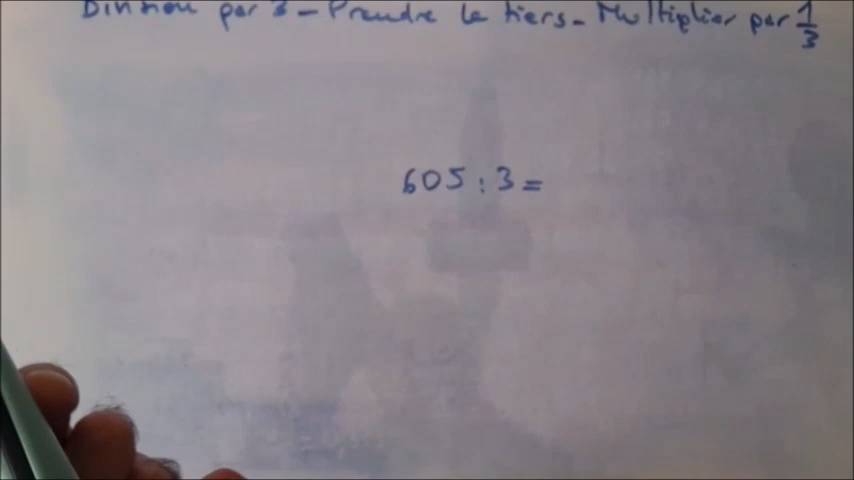 Division par 3 - Prendre le tiers - Multiplier par 1/3
605 : 3 =